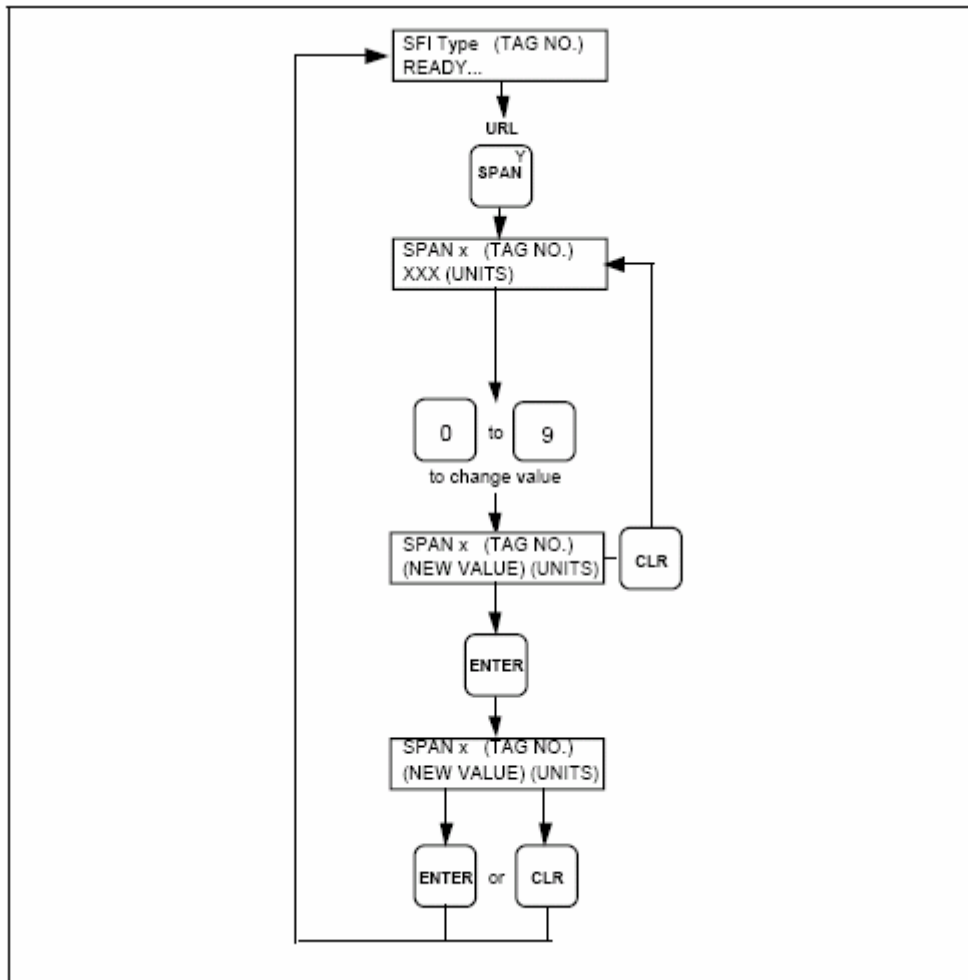 SFI Type (TAG NO.)
READY...
URL
Y
SPAN
SPAN x (TAG NO.)
XXX (UNITS)
0 to 9
to change value
SPAN x (TAG NO.)
(NEW VALUE) (UNITS)
CLR
ENTER
SPAN x (TAG NO.)
(NEW VALUE) (UNITS)
ENTER or CLR